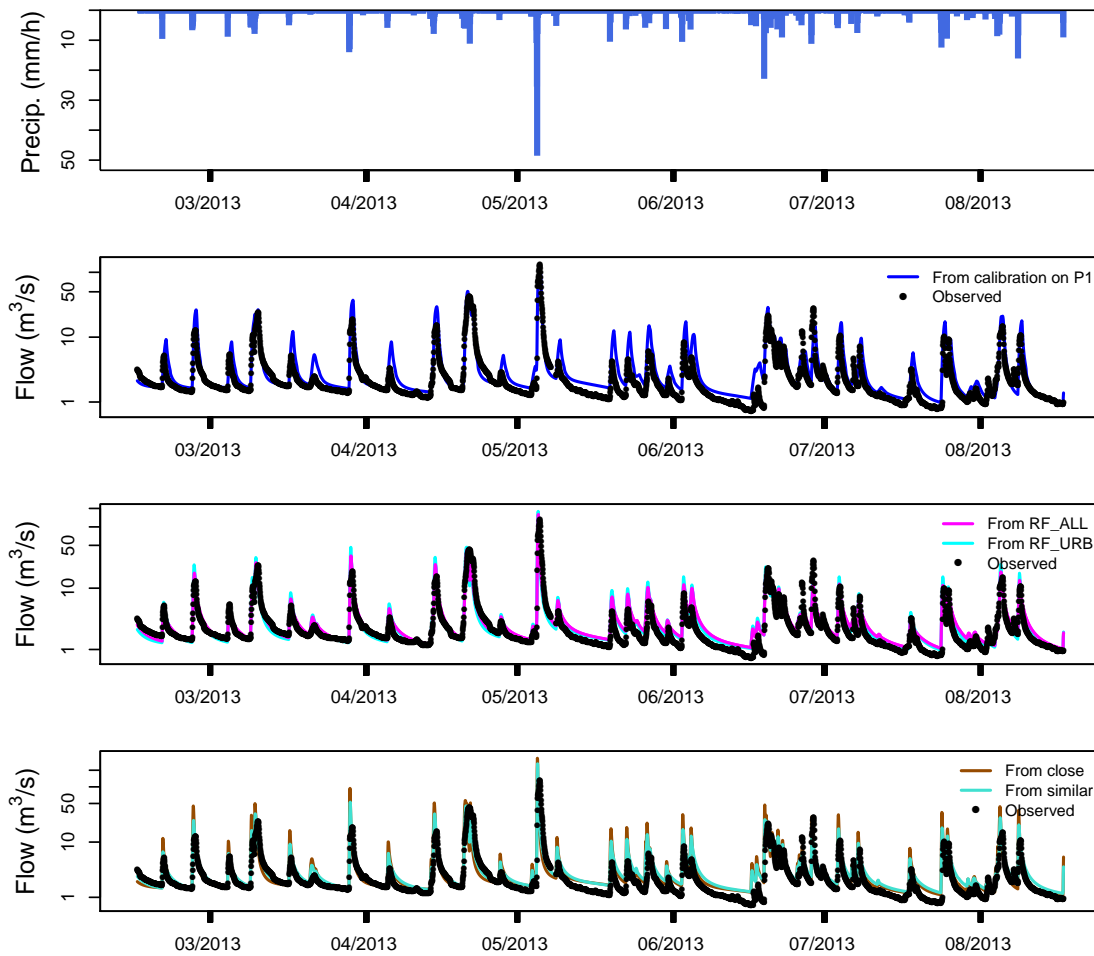 Precip. (mm/h)
10
30
50
03/2013 04/2013 05/2013 06/2013 07/2013 08/2013
Flow (m³/s)
50
10
1
From calibration on P1
Observed
03/2013 04/2013 05/2013 06/2013 07/2013 08/2013
Flow (m³/s)
50
10
1
From RF_ALL
From RF_URB
Observed
03/2013 04/2013 05/2013 06/2013 07/2013 08/2013
Flow (m³/s)
50
10
1
From close
From similar
Observed
03/2013 04/2013 05/2013 06/2013 07/2013 08/2013